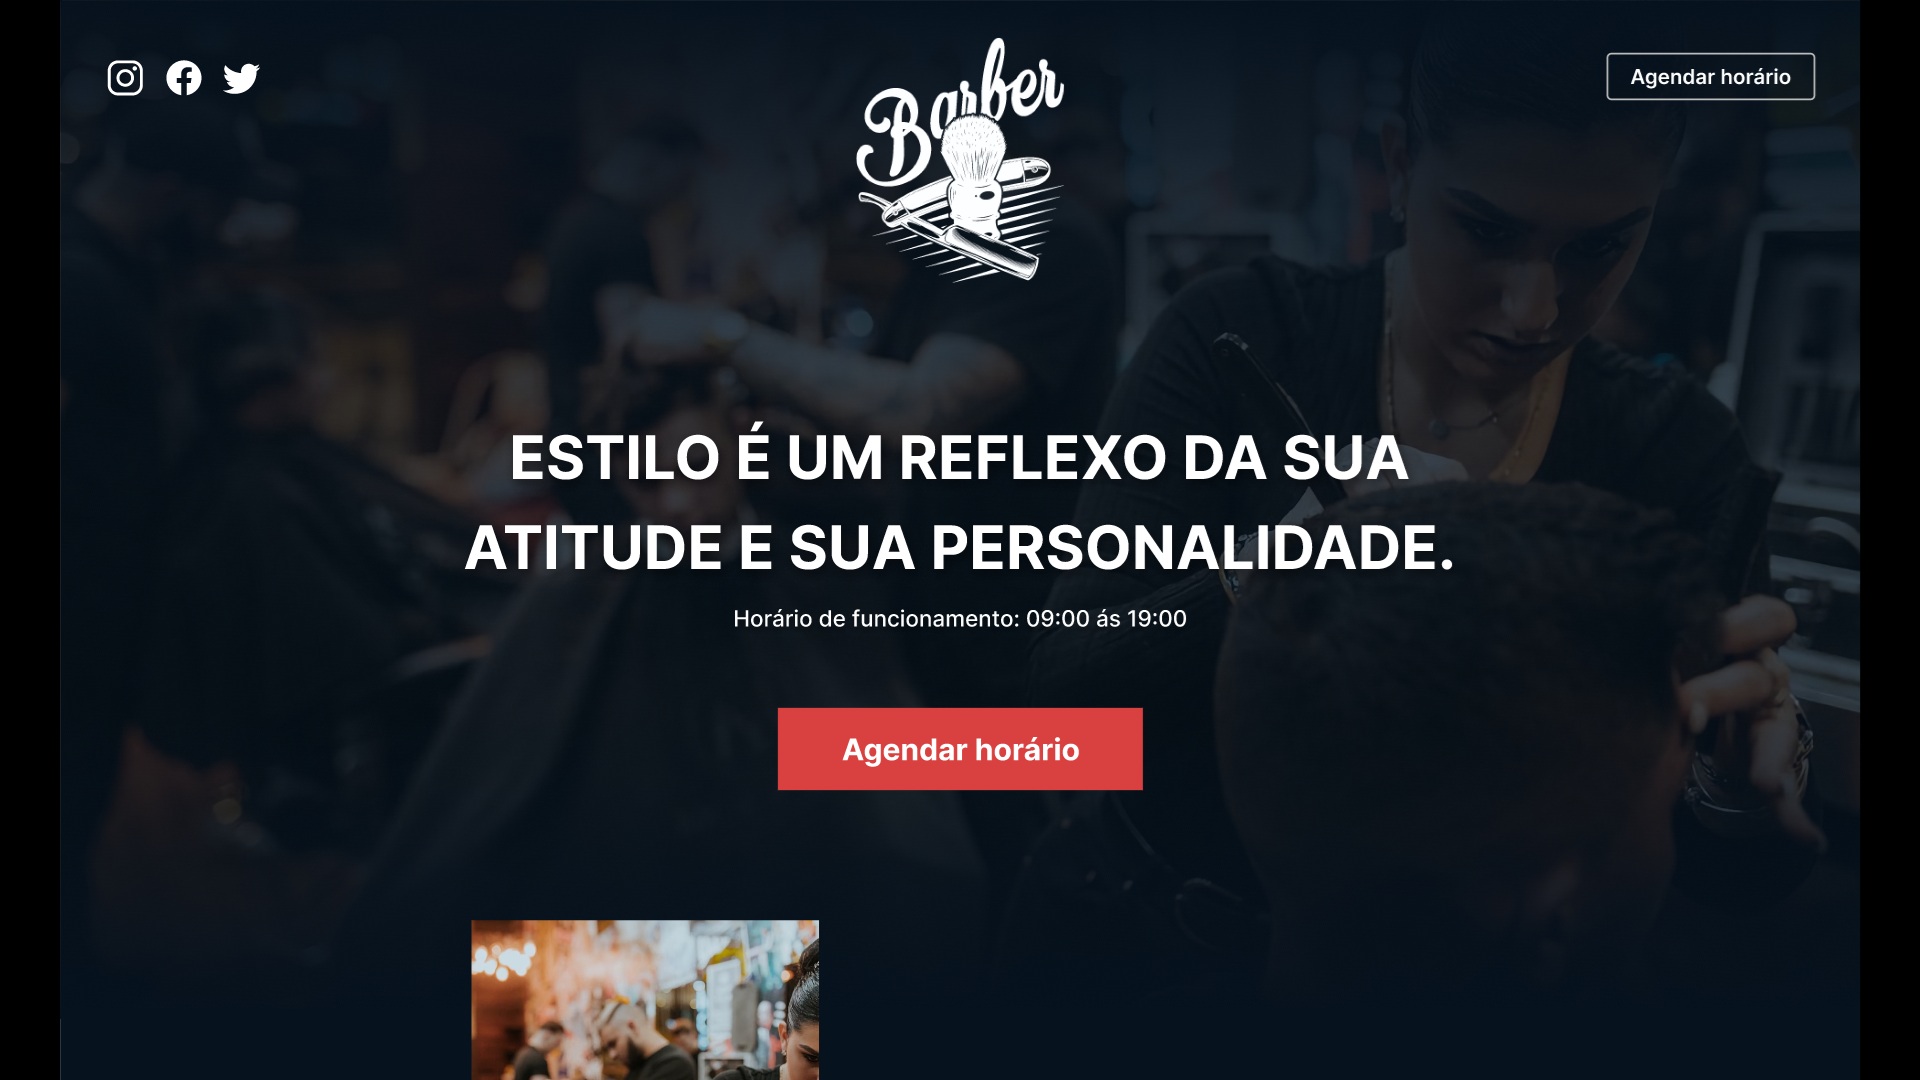 Barber
Agendar horário
ESTILO É UM REFLEXO DA SUA
ATITUDE E SUA PERSONALIDADE.
Horário de funcionamento: 09:00 ás 19:00
Agendar horário